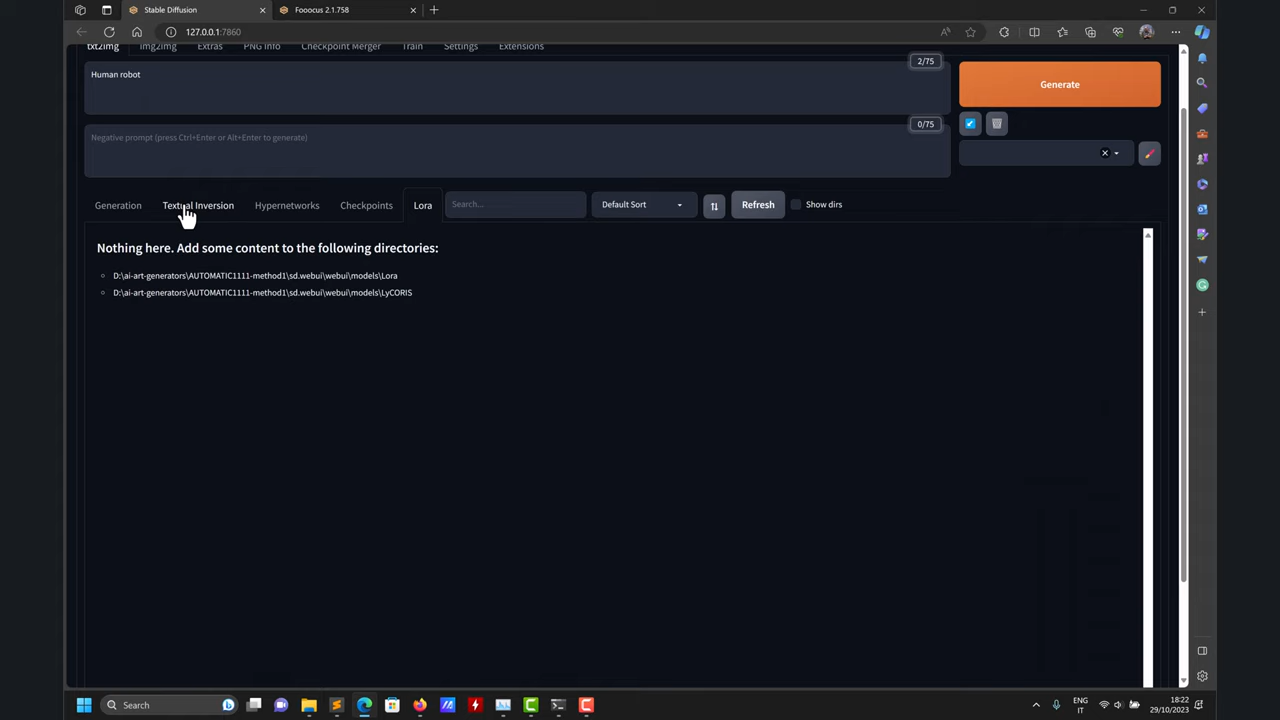 Stable Diffusion
Fooocus 2.1.758
127.0.0.1:7860
txt2img
img2img
Extras
PNG Info
Checkpoint Merger
Train
Settings
Extensions
Human robot
2/75
Generate
Negative prompt (press Ctrl+Enter or Alt+Enter to generate)
0/75
Generation
Textual Inversion
Hypernetworks
Checkpoints
Lora
Search...
Default Sort
Refresh
Show dirs
Nothing here. Add some content to the following directories:
D:\ai-art-generators\AUTOMATIC1111-method1\sd.webui\webui\models\Lora
D:\ai-art-generators\AUTOMATIC1111-method1\sd.webui\webui\models\LyCORIS
Search
ENG
IT
18:22
29/10/2023